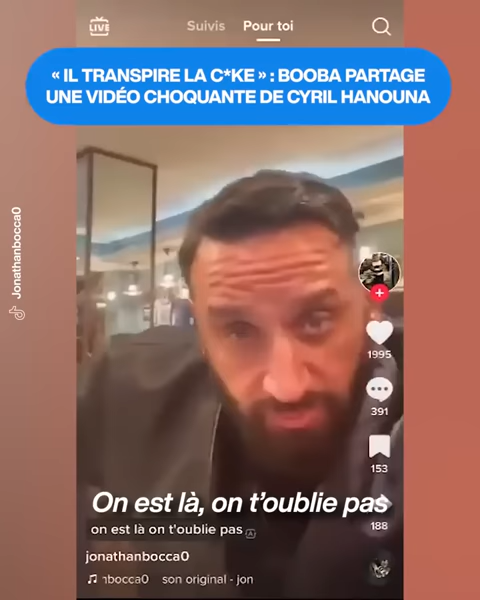 LIVE
Suivis Pour toi
« IL TRANSPIRE LA C*KE » : BOOBA PARTAGE
UNE VIDÉO CHOQUANTE DE CYRIL HANOUNA
Jonathanbocca0
1995
391
153
On est là, on t'oublie pas
188
on est là on t'oublie pas
jonathanbocca0
nbocca0 son original - jon